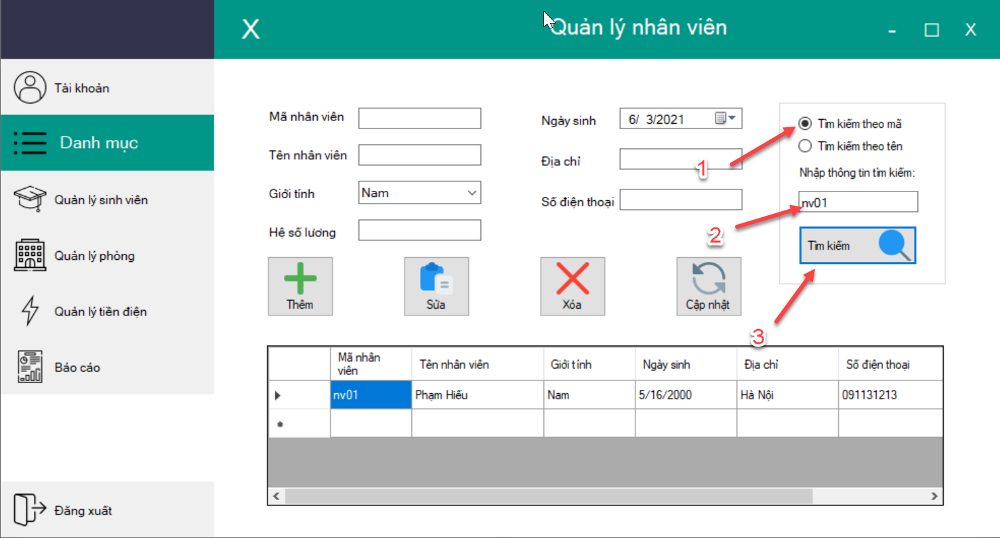 X
Quản lý nhân viên
- □ X
Tài khoản
Danh mục
Quản lý sinh viên
Quản lý phòng
Quản lý tiền điện
Báo cáo
Đăng xuất
Mã nhân viên
Tên nhân viên
Giới tính Nam
Hệ số lương
Ngày sinh 6/ 3/2021
Địa chỉ
Số điện thoại
1
Tìm kiếm theo mã
Tìm kiếm theo tên
Nhập thông tin tìm kiếm:
2
nv01
Tìm kiếm
3
Thêm
Sửa
Xóa
Cập nhật
Mã nhân
viên
Tên nhân viên Giới tính Ngày sinh Địa chỉ Số điện thoại
nv01 Phạm Hiếu Nam 5/16/2000 Hà Nội 091131213